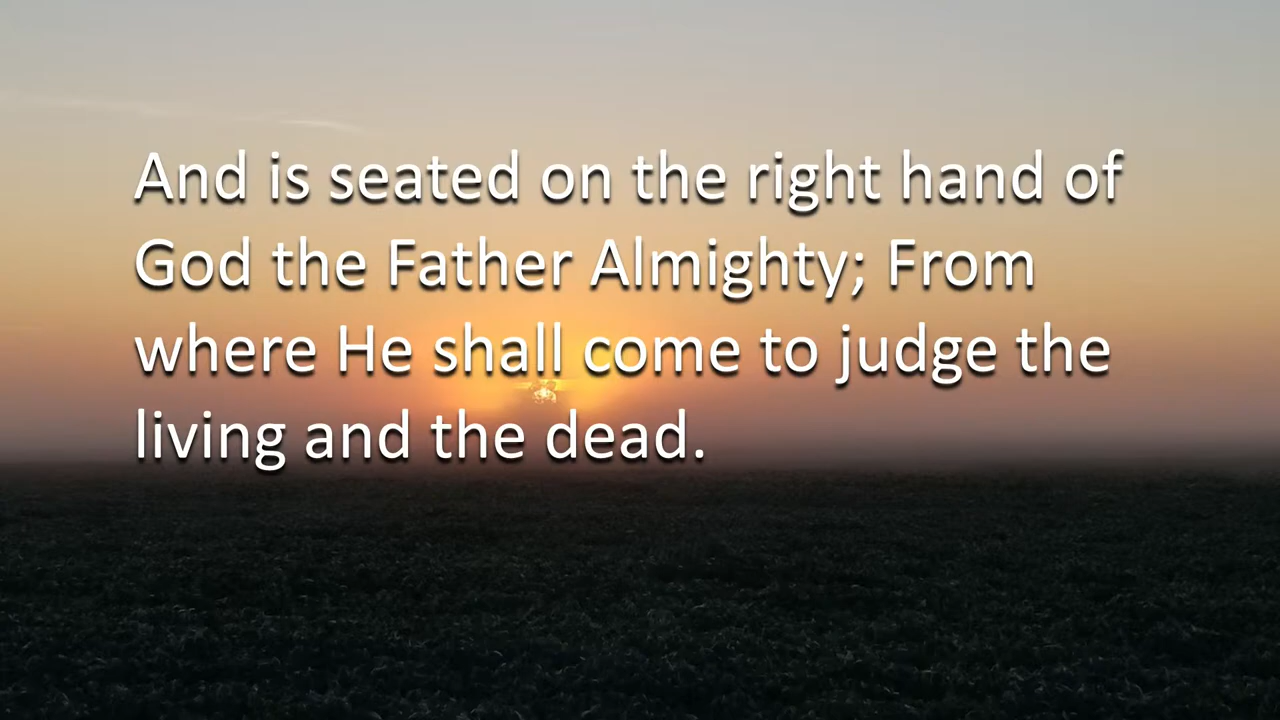 And is seated on the right hand of
God the Father Almighty; From
where He shall come to judge the
living and the dead.